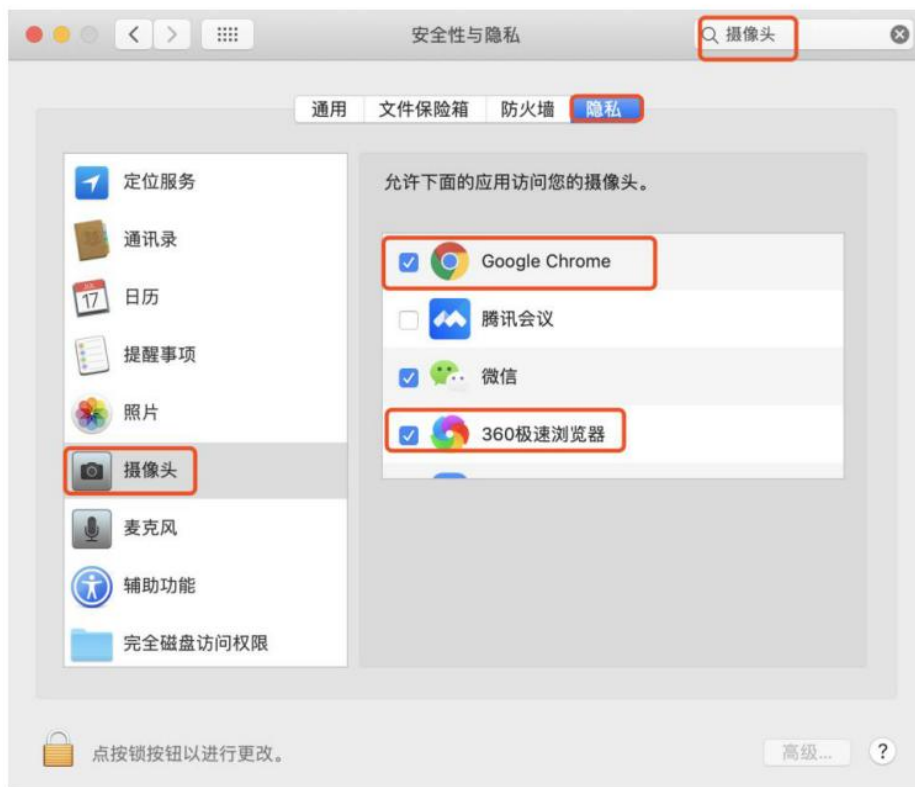 安全性与隐私
摄像头
通用 文件保险箱 防火墙 隐私
定位服务
通讯录
JUL
17
日历
提醒事项
照片
摄像头
麦克风
辅助功能
完全磁盘访问权限
允许下面的应用访问您的摄像头。
Google Chrome
腾讯会议
微信
360极速浏览器
点按锁按钮以进行更改。
高级...
?